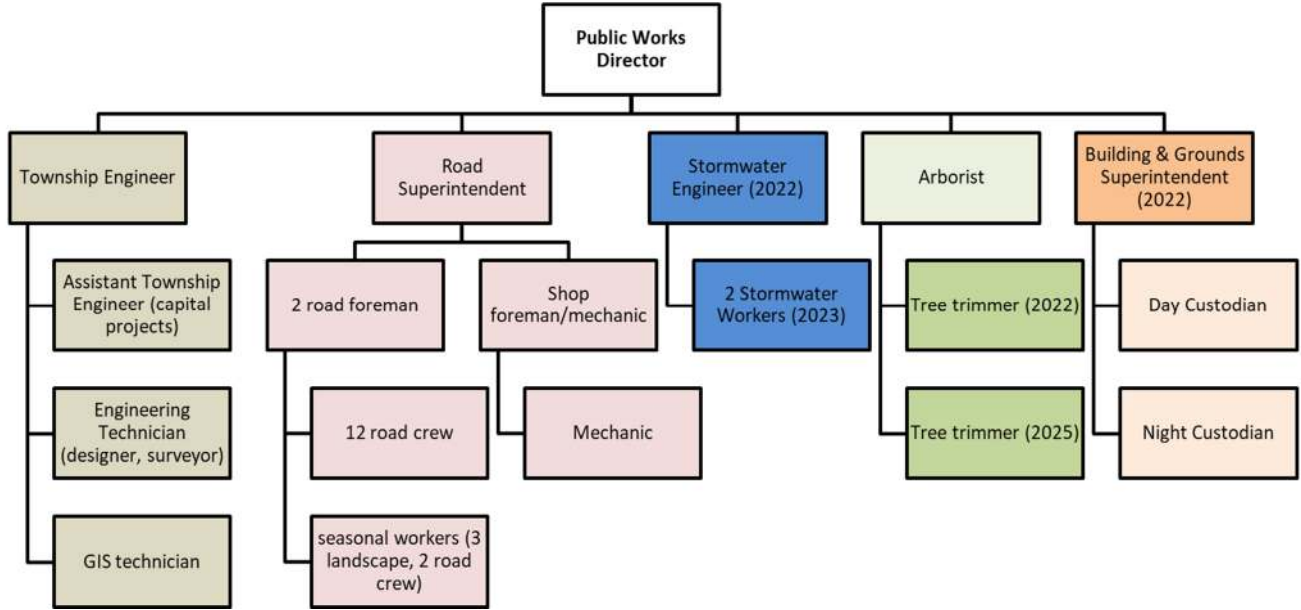 Public Works
Director
Township Engineer
Road
Superintendent
Stormwater
Engineer (2022)
Arborist
Building & Grounds
Superintendent
(2022)
Assistant Township
Engineer (capital
projects)
2 road foreman
Shop
foreman/mechanic
2 Stormwater
Workers (2023)
Tree trimmer (2022)
Day Custodian
Engineering
Technician
(designer, surveyor)
12 road crew
Mechanic
Tree trimmer (2025)
Night Custodian
GIS technician
seasonal workers (3
landscape, 2 road
crew)